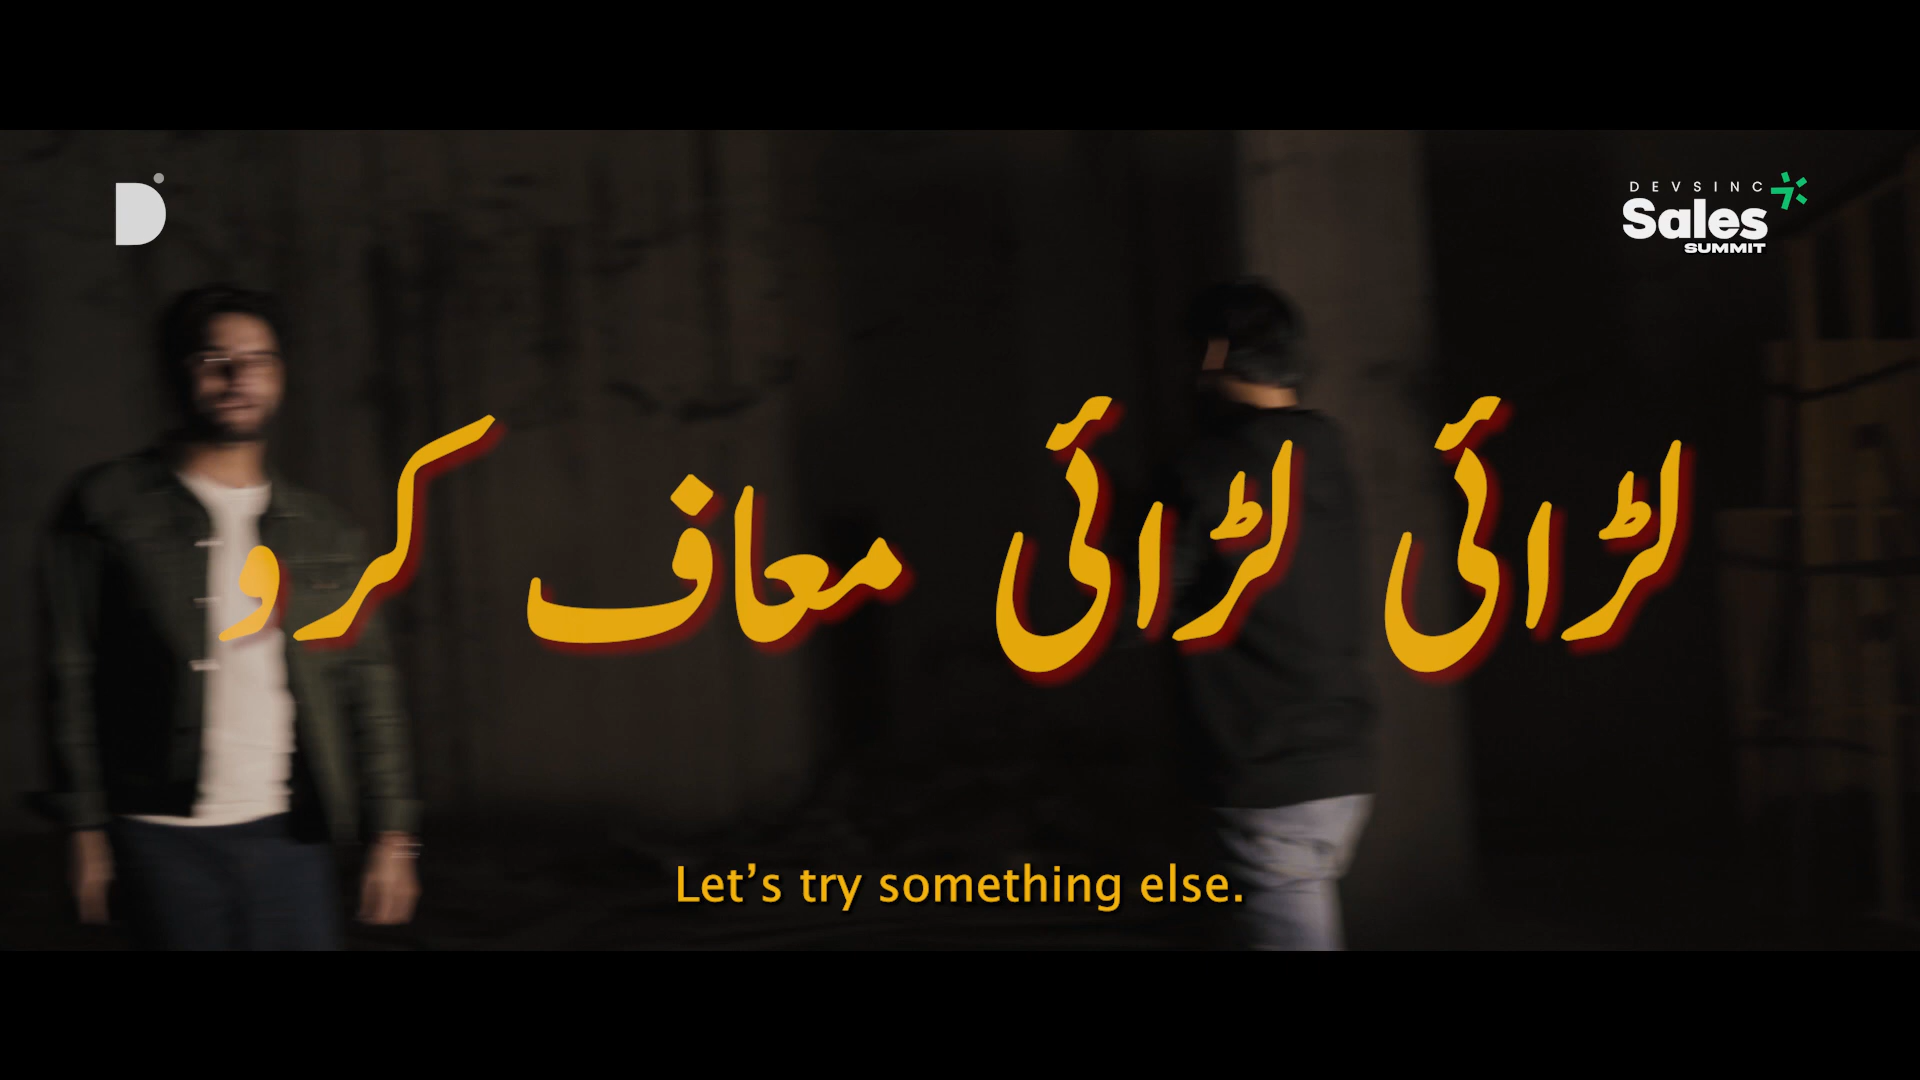 DEVSINC
Sales
SUMMIT
لڑائی لڑائی معاف کرو
Let’s try something else.